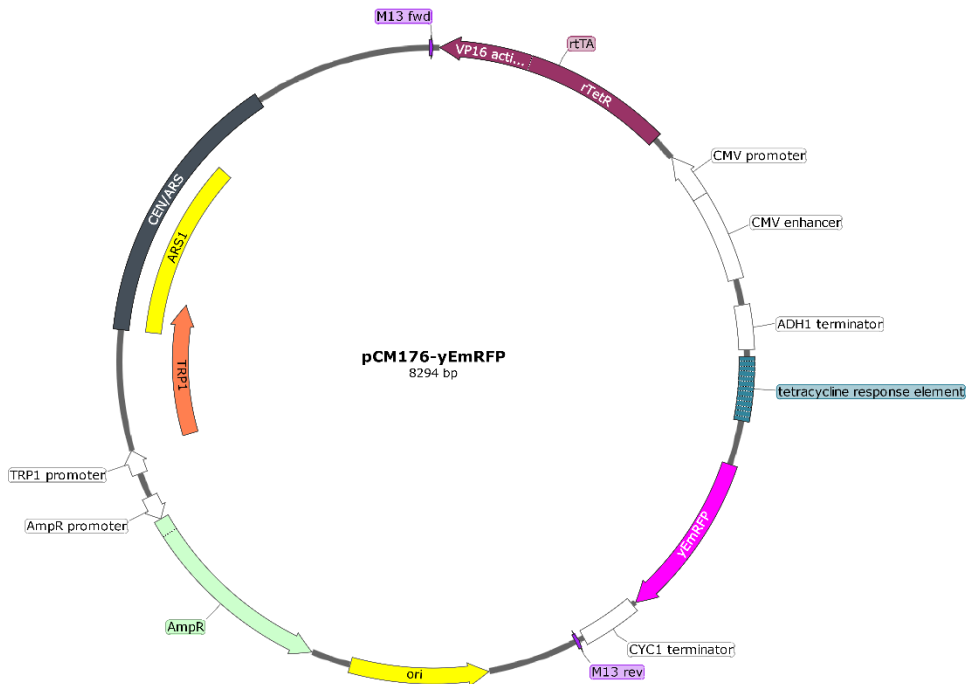 M13 fwd
VP16 acti...
rtTA
rTetR
CMV promoter
CMV enhancer
CEN/ARS
ARS1
ADH1 terminator
pCM176-yEmRFP
8294 bp
TRP1
tetracycline response element
TRP1 promoter
AmpR promoter
yEmRFP
AmpR
CYC1 terminator
M13 rev
ori